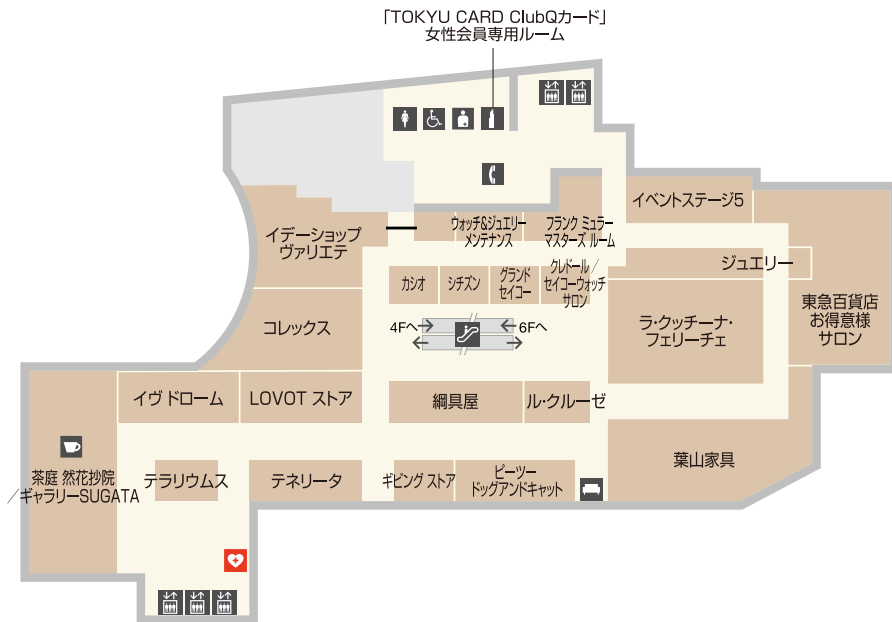 「TOKYU CARD ClubQカード」
女性会員専用ルーム
イベントステージ5
イデーショップ
ヴァリエテ
ウォッチ&ジュエリー
メンテナンス
フランク ミュラー
マスターズ ルーム
ジュエリー
カシオ
シチズン
グランド
セイコー
クレドール/
セイコーウォッチ
サロン
東急百貨店
お得意様
サロン
コレックス
4Fへ
6Fへ
ラ・クッチーナ・
フェリーチェ
イヴ ドローム
LOVOT ストア
綱具屋
ル・クルーゼ
茶庭 然花抄院
/ギャラリーSUGATA
テラリウムス
テネリータ
ギビング ストア
ピーツー
ドッグアンドキャット
葉山家具